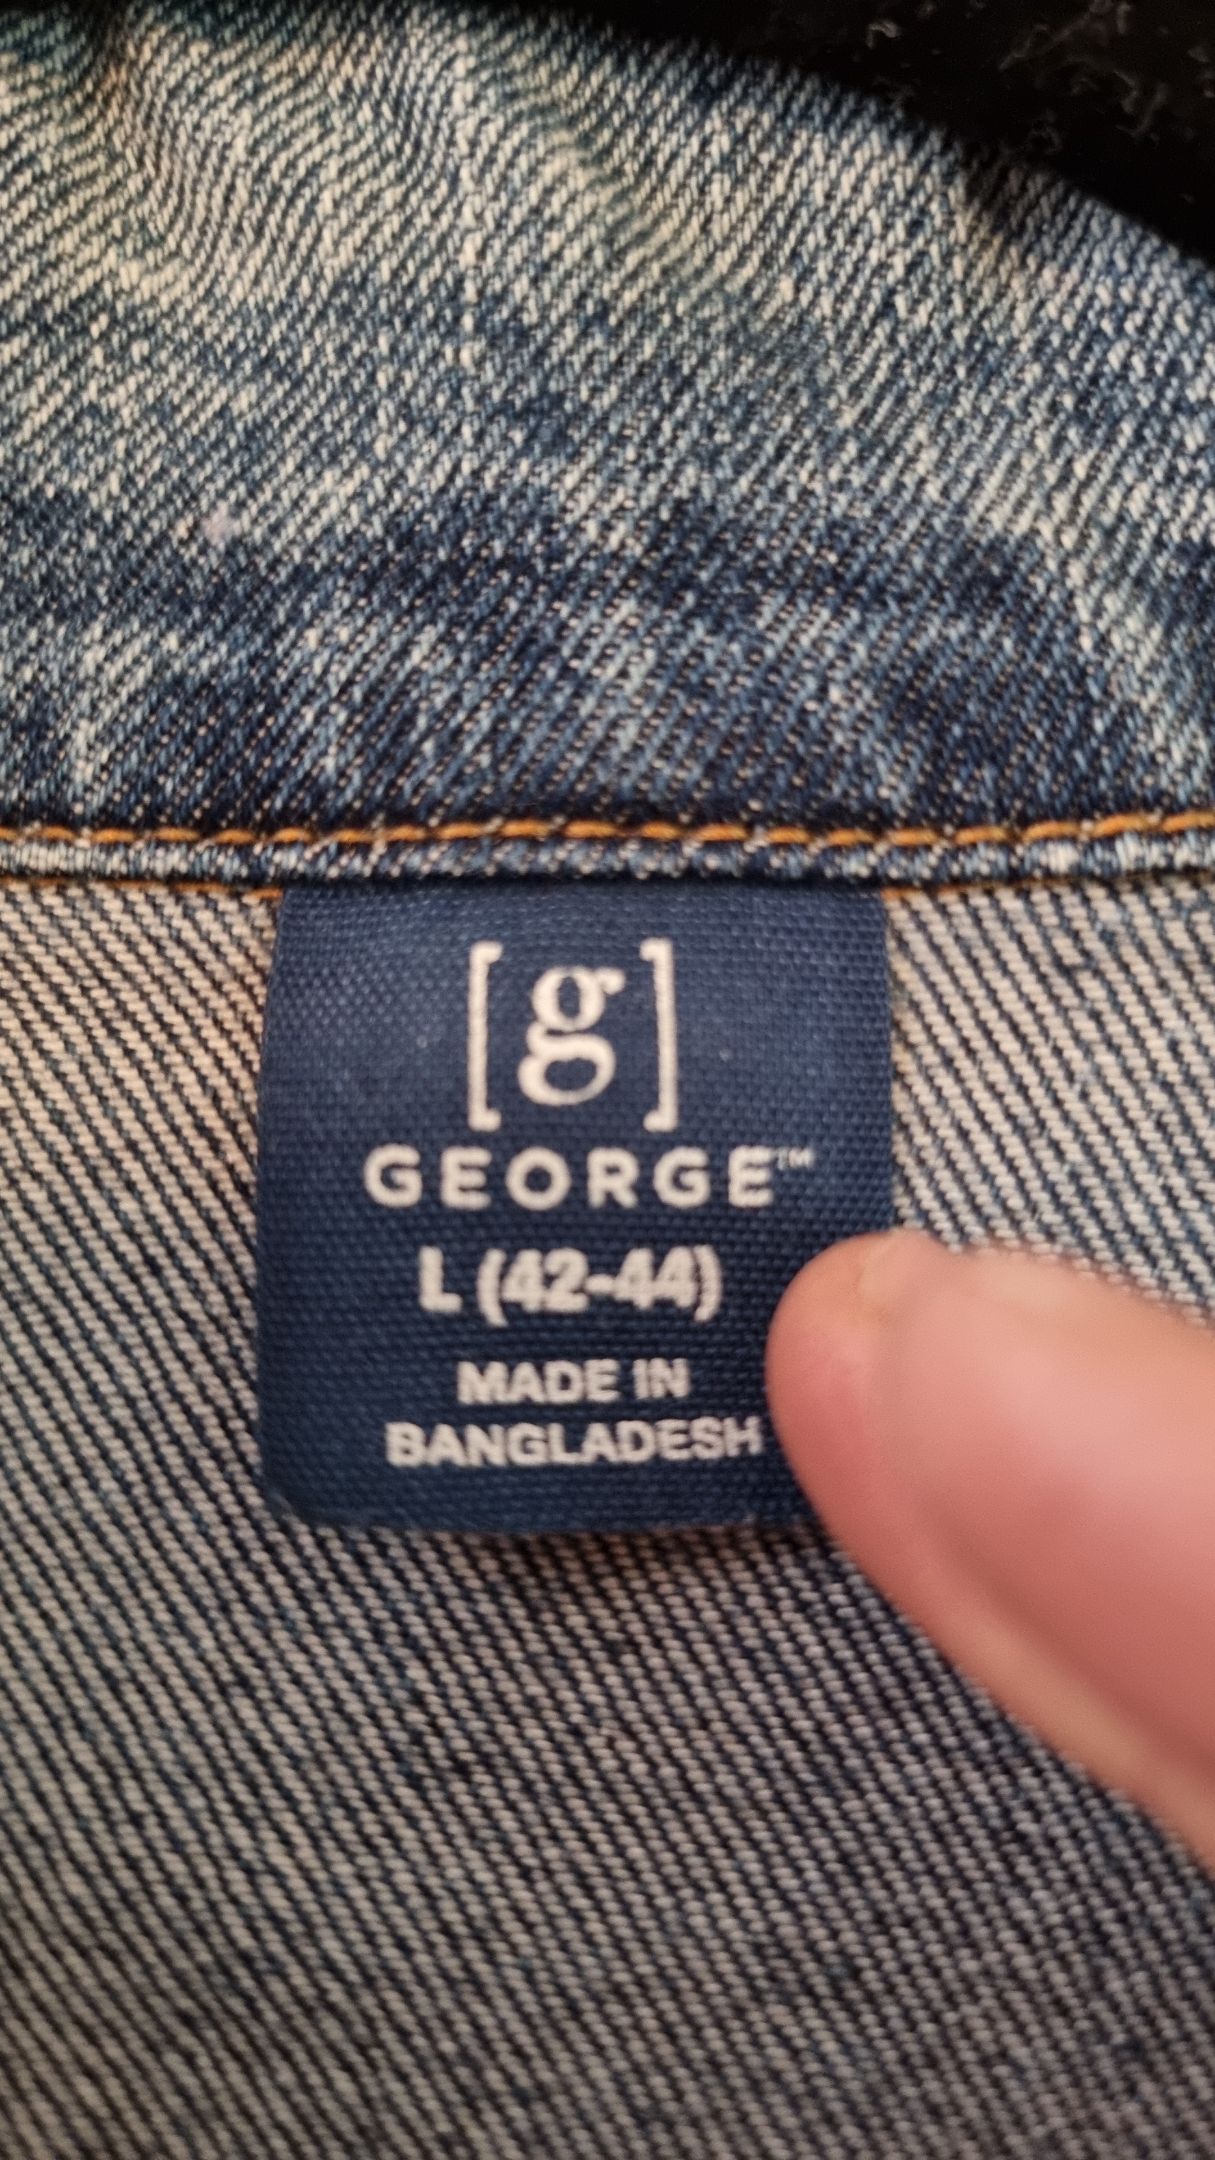 [g]
GEORGE™
L (42-44)
MADE IN
BANGLADESH